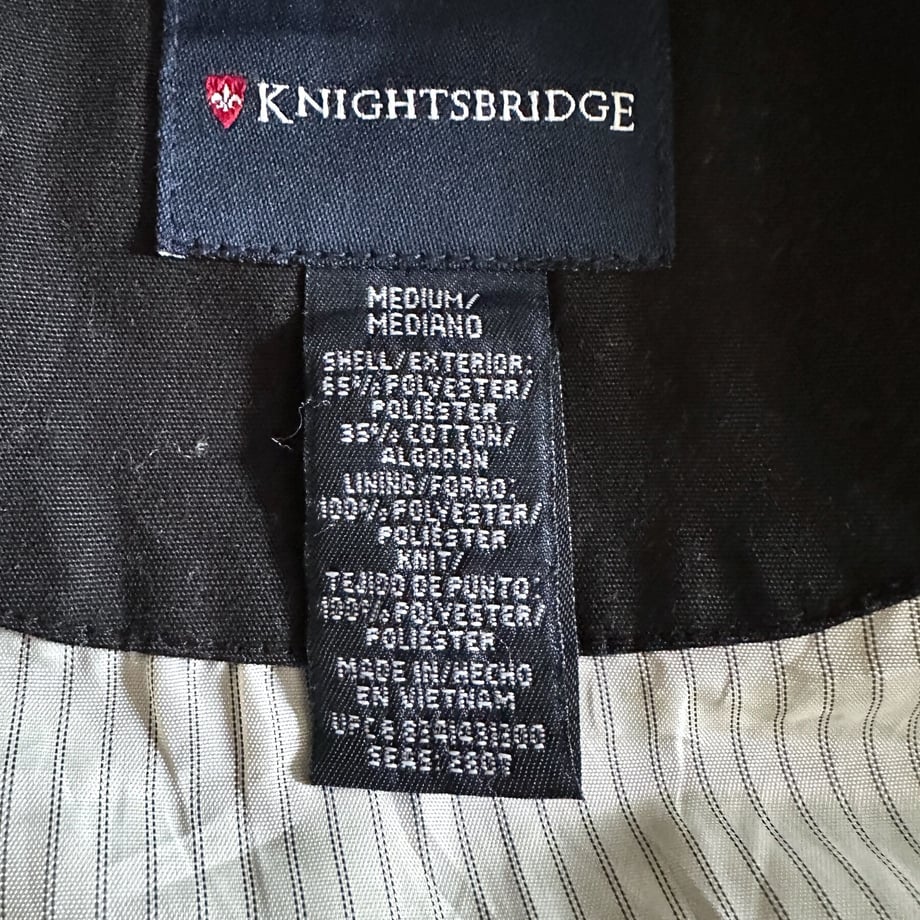 KNIGHTSBRIDGE
MEDIUM/
MEDIANO
SHELL/EXTERIOR:
65% POLYESTER/
POLIÉSTER
35% COTTON/
ALGODÓN
LINING/FORRO:
100% POLYESTER/
POLIÉSTER
KNIT/
TEJIDO DE PUNTO:
100% POLYESTER/
POLIÉSTER
MADE IN/HECHO
EN VIETNAM